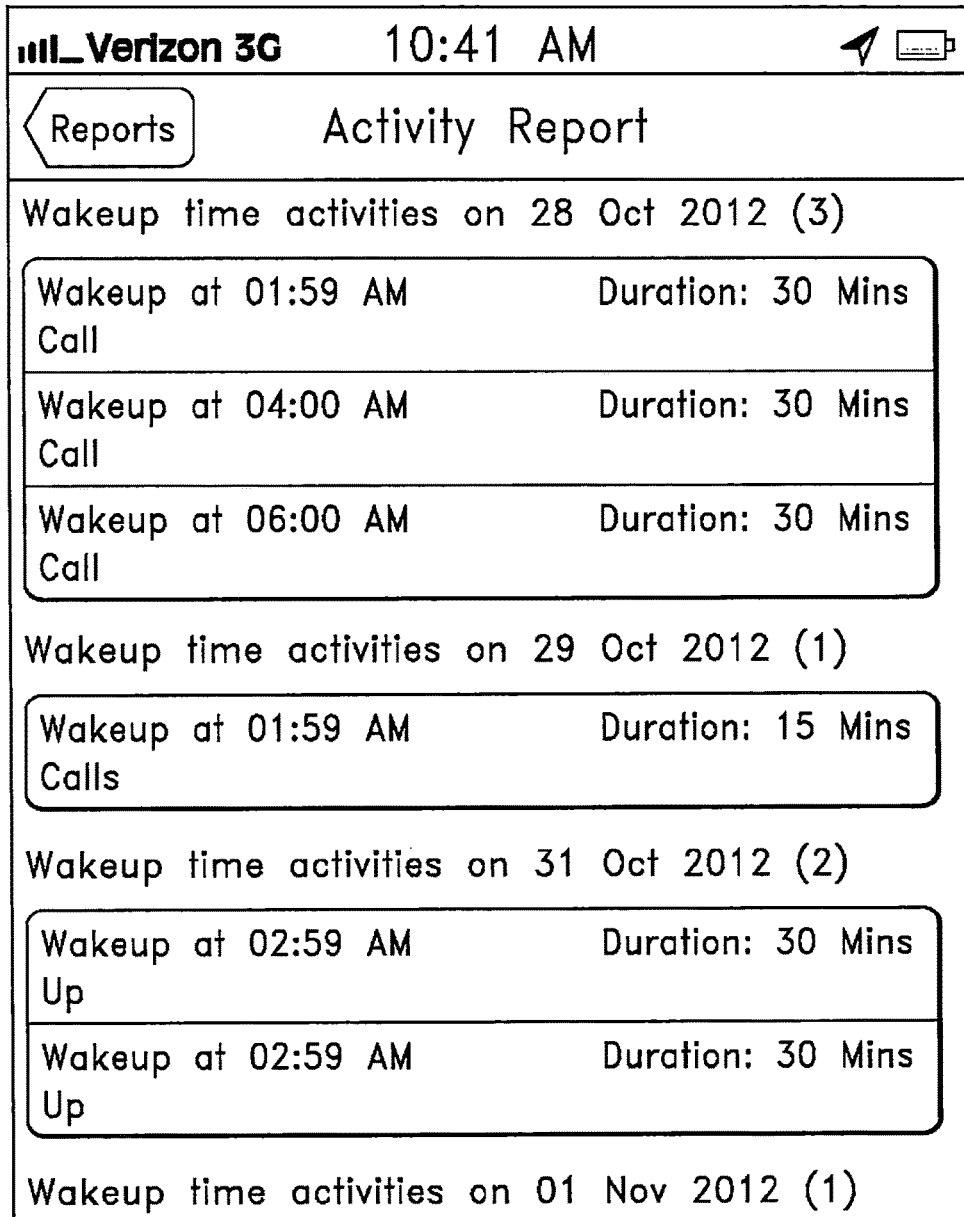 Verizon 3G 10:41 AM
Reports Activity Report
Wakeup time activities on 28 Oct 2012 (3)
Wakeup at 01:59 AM Duration: 30 Mins
Call
Wakeup at 04:00 AM Duration: 30 Mins
Call
Wakeup at 06:00 AM Duration: 30 Mins
Call
Wakeup time activities on 29 Oct 2012 (1)
Wakeup at 01:59 AM Duration: 15 Mins
Calls
Wakeup time activities on 31 Oct 2012 (2)
Wakeup at 02:59 AM Duration: 30 Mins
Up
Wakeup at 02:59 AM Duration: 30 Mins
Up
Wakeup time activities on 01 Nov 2012 (1)